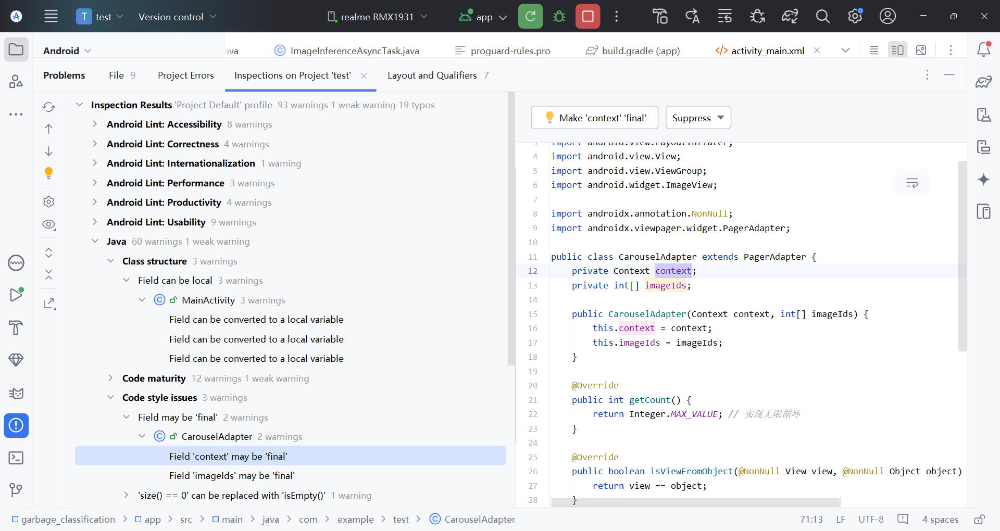 T test Version control realme RMX1931 app
Android ava ImageInferenceAsyncTask.java proguard-rules.pro build.gradle (:app) activity_main.xml
Problems File 9 Project Errors Inspections on Project 'test' Layout and Qualifiers 7
Inspection Results 'Project Default' profile 93 warnings 1 weak warning 19 typos
Android Lint: Accessibility 8 warnings
Android Lint: Correctness 4 warnings
Android Lint: Internationalization 1 warning
Android Lint: Performance 3 warnings
Android Lint: Productivity 4 warnings
Android Lint: Usability 9 warnings
Java 60 warnings 1 weak warning
Class structure 3 warnings
Field can be local 3 warnings
MainActivity 3 warnings
Field can be converted to a local variable
Field can be converted to a local variable
Field can be converted to a local variable
Code maturity 12 warnings 1 weak warning
Code style issues 3 warnings
Field may be 'final' 2 warnings
CarouselAdapter 2 warnings
Field 'context' may be 'final'
Field 'imageIds' may be 'final'
'size() == 0' can be replaced with 'isEmpty()' 1 warning
Make 'context' 'final' Suppress
3 import android.view.LayoutInflater;
4 import android.view.View;
5 import android.view.ViewGroup;
6 import android.widget.ImageView;
7
8 import androidx.annotation.NonNull;
9 import androidx.viewpager.widget.PagerAdapter;
10
11 public class CarouselAdapter extends PagerAdapter {
12 private Context context;
13 private int[] imageIds;
14
15 public CarouselAdapter(Context context, int[] imageIds) {
16 this.context = context;
17 this.imageIds = imageIds;
18 }
19
20 @Override
21 public int getCount() {
22 return Integer.MAX_VALUE; // 实现无限循环
23 }
24
25 @Override
26 public boolean isViewFromObject(@NonNull View view, @NonNull Object object)
27 return view == object;
28 }
garbage_classification > app > src > main > java > com > example > test > CarouselAdapter 71:13 LF UTF-8 4 spaces